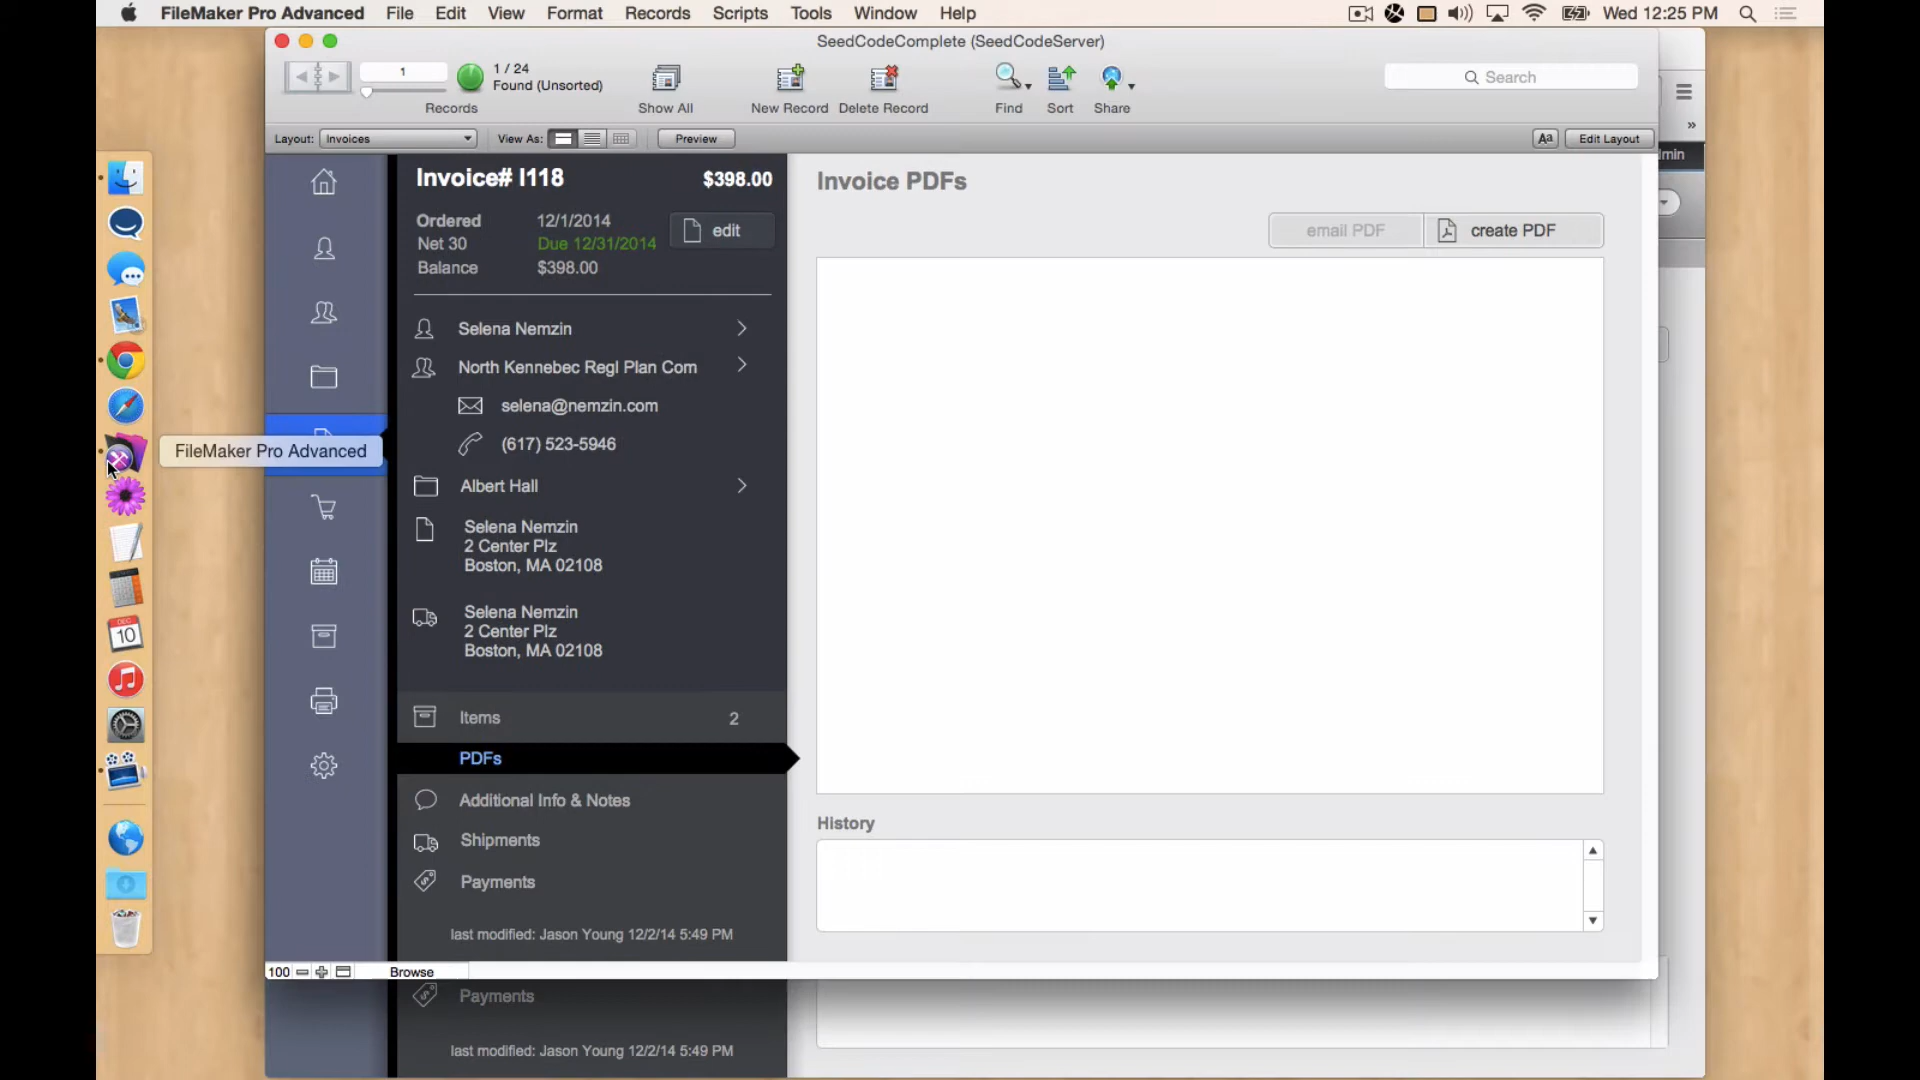 FileMaker Pro Advanced File Edit View Format Records Scripts Tools Window Help Wed 12:25 PM
SeedCodeComplete (SeedCodeServer)
1
1 / 24
Found (Unsorted)
Search
Records
Show All
New Record
Delete Record
Find
Sort
Share
»
Layout: Invoices View As: Preview Aa Edit Layout
min
Invoice# I118 $398.00
Ordered 12/1/2014
Net 30 Due 12/31/2014
Balance $398.00
edit
Selena Nemzin
North Kennebec Regl Plan Com
selena@nemzin.com
(617) 523-5946
Albert Hall
Selena Nemzin
2 Center Plz
Boston, MA 02108
Selena Nemzin
2 Center Plz
Boston, MA 02108
Items 2
PDFs
Additional Info & Notes
Shipments
Payments
last modified: Jason Young 12/2/14 5:49 PM
Invoice PDFs
email PDF
create PDF
History
FileMaker Pro Advanced
DEC
10
100
Browse
Payments
last modified: Jason Young 12/2/14 5:49 PM